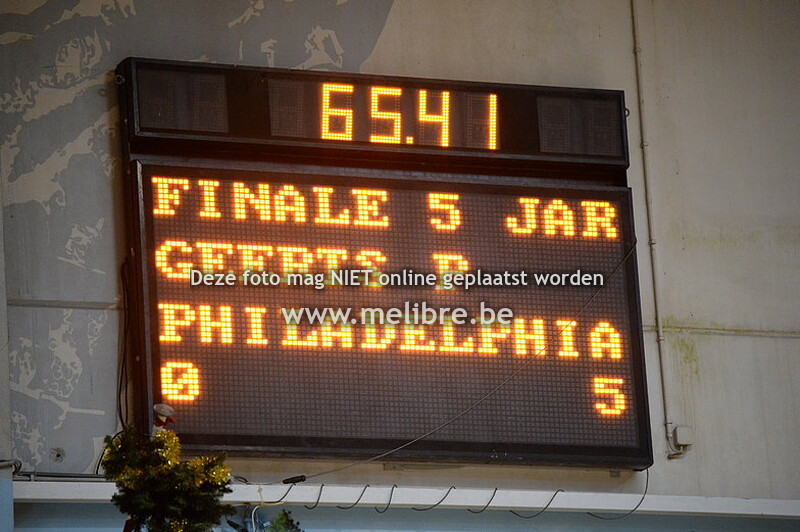 65.41
FINALE 5 JAR
GEERTS P
Deze foto mag NIET online geplaatst worden
www.melibre.be
PHILADELPHIA
0 5